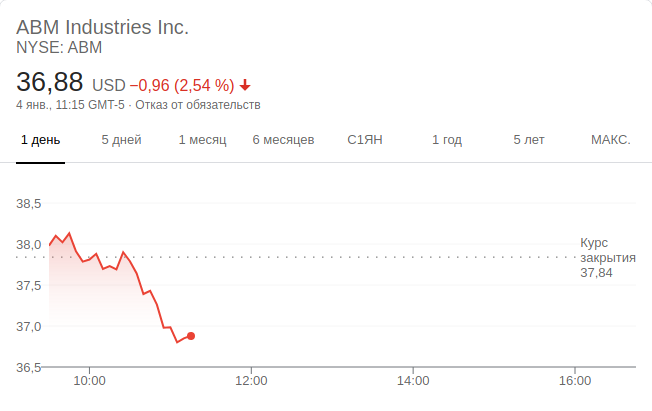 ABM Industries Inc.
NYSE: ABM
36,88 USD −0,96 (2,54 %)
4 янв., 11:15 GMT-5 · Отказ от обязательств
1 день 5 дней 1 месяц 6 месяцев С1ЯН 1 год 5 лет МАКС.
38,5
38,0
37,5
37,0
36,5
Курс
закрытия
37,84
10:00 12:00 14:00 16:00